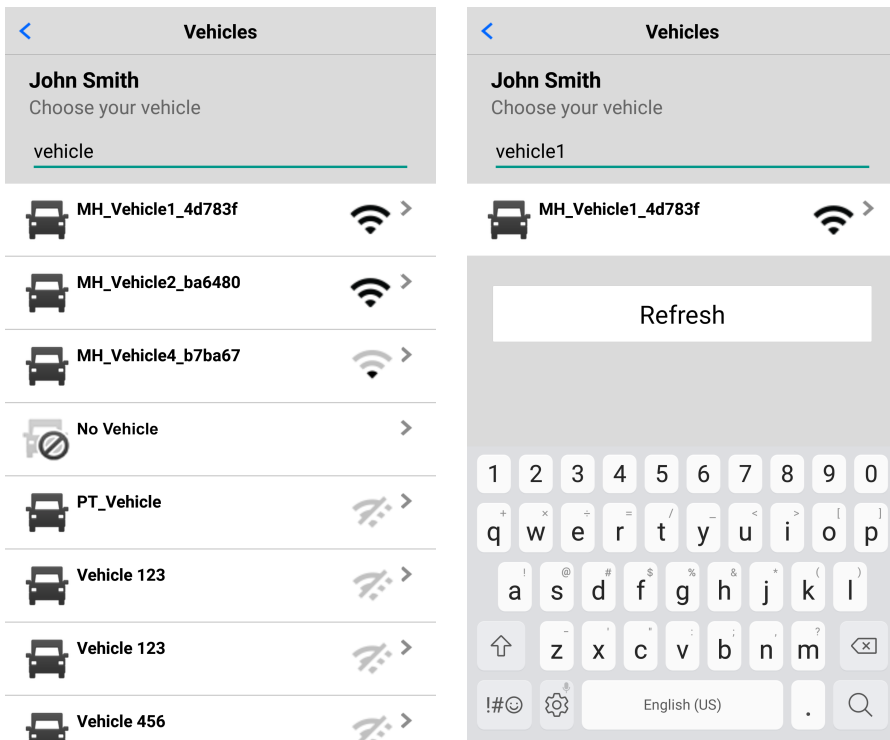 Vehicles
John Smith
Choose your vehicle
vehicle
MH_Vehicle1_4d783f
MH_Vehicle2_ba6480
MH_Vehicle4_b7ba67
No Vehicle
PT_Vehicle
Vehicle 123
Vehicle 123
Vehicle 456
Vehicles
John Smith
Choose your vehicle
vehicle1
MH_Vehicle1_4d783f
Refresh
1 2 3 4 5 6 7 8 9 0
+ × ÷ = / _ < > [ ]
q w e r t y u i o p
! @ # $ % & * ( )
a s d f g h j k l
- ' " : ; , ?
z x c v b n m
!#☺ English (US) .